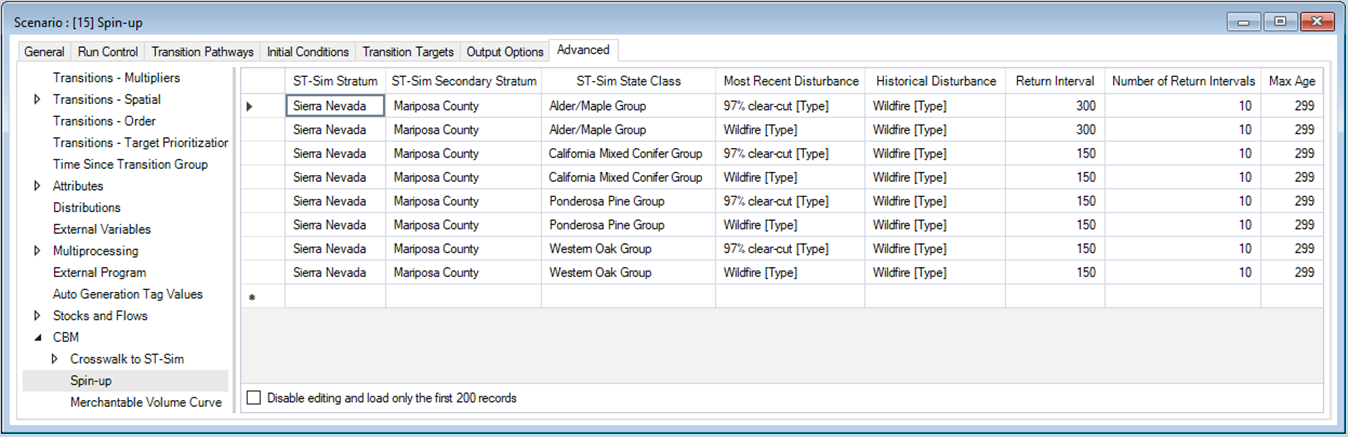 Scenario : [15] Spin-up
General Run Control Transition Pathways Initial Conditions Transition Targets Output Options Advanced
Transitions - Multipliers
Transitions - Spatial
Transitions - Order
Transitions - Target Prioritization
Time Since Transition Group
Attributes
Distributions
External Variables
Multiprocessing
External Program
Auto Generation Tag Values
Stocks and Flows
CBM
Crosswalk to ST-Sim
Spin-up
Merchantable Volume Curve
ST-Sim Stratum ST-Sim Secondary Stratum ST-Sim State Class Most Recent Disturbance Historical Disturbance Return Interval Number of Return Intervals Max Age
Sierra Nevada Mariposa County Alder/Maple Group 97% clear-cut [Type] Wildfire [Type] 300 10 299
Sierra Nevada Mariposa County Alder/Maple Group Wildfire [Type] Wildfire [Type] 300 10 299
Sierra Nevada Mariposa County California Mixed Conifer Group 97% clear-cut [Type] Wildfire [Type] 150 10 299
Sierra Nevada Mariposa County California Mixed Conifer Group Wildfire [Type] Wildfire [Type] 150 10 299
Sierra Nevada Mariposa County Ponderosa Pine Group 97% clear-cut [Type] Wildfire [Type] 150 10 299
Sierra Nevada Mariposa County Ponderosa Pine Group Wildfire [Type] Wildfire [Type] 150 10 299
Sierra Nevada Mariposa County Western Oak Group 97% clear-cut [Type] Wildfire [Type] 150 10 299
Sierra Nevada Mariposa County Western Oak Group Wildfire [Type] Wildfire [Type] 150 10 299
Disable editing and load only the first 200 records